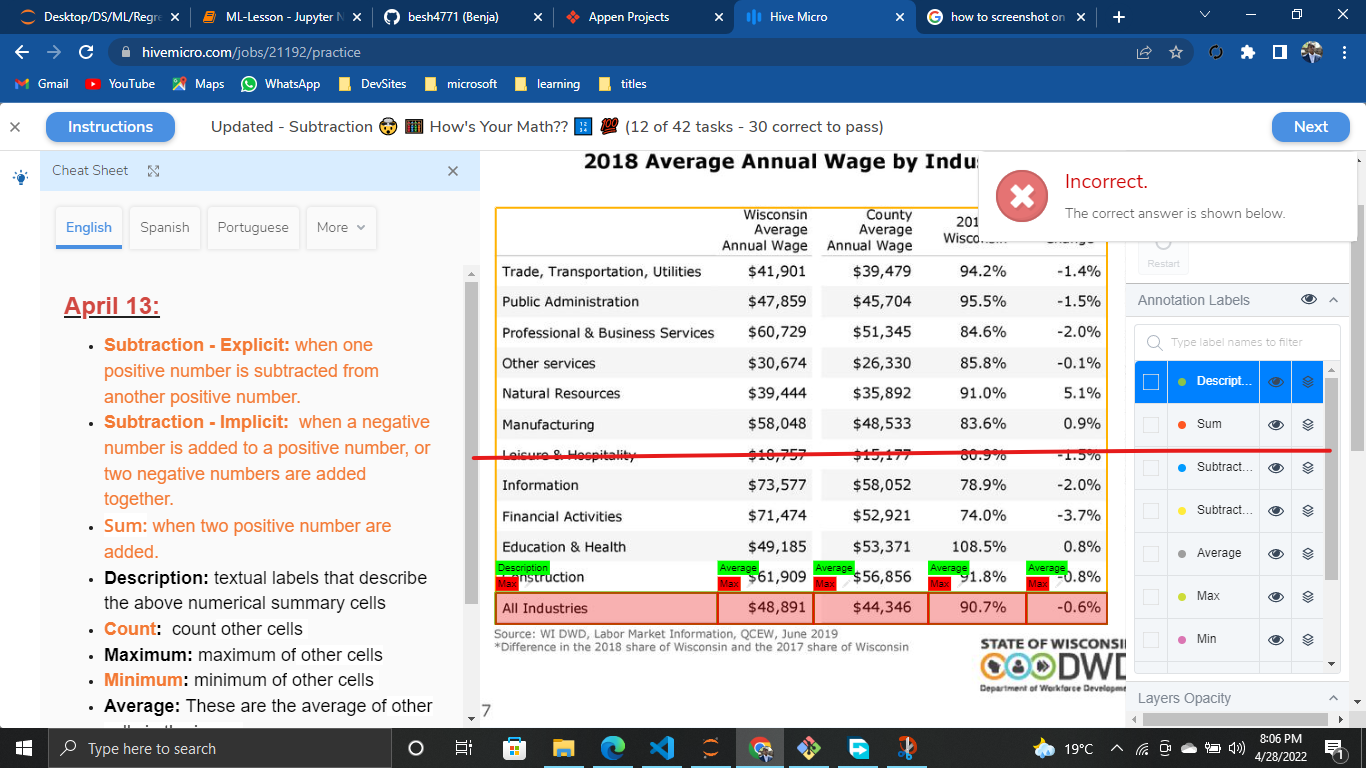 Desktop/DS/ML/Regre
ML-Lesson - Jupyter N
besh4771 (Benja)
Appen Projects
Hive Micro
how to screenshot on
hivemicro.com/jobs/21192/practice
Gmail
YouTube
Maps
WhatsApp
DevSites
microsoft
learning
titles
Instructions
Updated - Subtraction 🤯 🧮 How's Your Math?? 🔢 💯 (12 of 42 tasks - 30 correct to pass)
Next
Cheat Sheet
English Spanish Portuguese More
April 13:
Subtraction - Explicit: when one
positive number is subtracted from
another positive number.
Subtraction - Implicit: when a negative
number is added to a positive number, or
two negative numbers are added
together.
Sum: when two positive number are
added.
Description: textual labels that describe
the above numerical summary cells
Count: count other cells
Maximum: maximum of other cells
Minimum: minimum of other cells
Average: These are the average of other
2018 Average Annual Wage by Indu
Wisconsin
Average
Annual Wage
County
Average
Annual Wage
201
Wisconsin
Change
Trade, Transportation, Utilities $41,901 $39,479 94.2% -1.4%
Public Administration $47,859 $45,704 95.5% -1.5%
Professional & Business Services $60,729 $51,345 84.6% -2.0%
Other services $30,674 $26,330 85.8% -0.1%
Natural Resources $39,444 $35,892 91.0% 5.1%
Manufacturing $58,048 $48,533 83.6% 0.9%
Leisure & Hospitality $18,757 $15,177 80.9% -1.5%
Information $73,577 $58,052 78.9% -2.0%
Financial Activities $71,474 $52,921 74.0% -3.7%
Education & Health $49,185 $53,371 108.5% 0.8%
Description Average Average Average Average
Construction $61,909 $56,856 91.8% -0.8%
Max Max Max Max Max
All Industries $48,891 $44,346 90.7% -0.6%
Source: WI DWD, Labor Market Information, QCEW, June 2019
*Difference in the 2018 share of Wisconsin and the 2017 share of Wisconsin
STATE OF WISCONSIN
DWD
Department of Workforce Developme
7
Incorrect.
The correct answer is shown below.
Restart
Annotation Labels
Type label names to filter
Descript...
Sum
Subtract...
Subtract...
Average
Max
Min
Layers Opacity
Type here to search
19°C
8:06 PM
4/28/2022
1